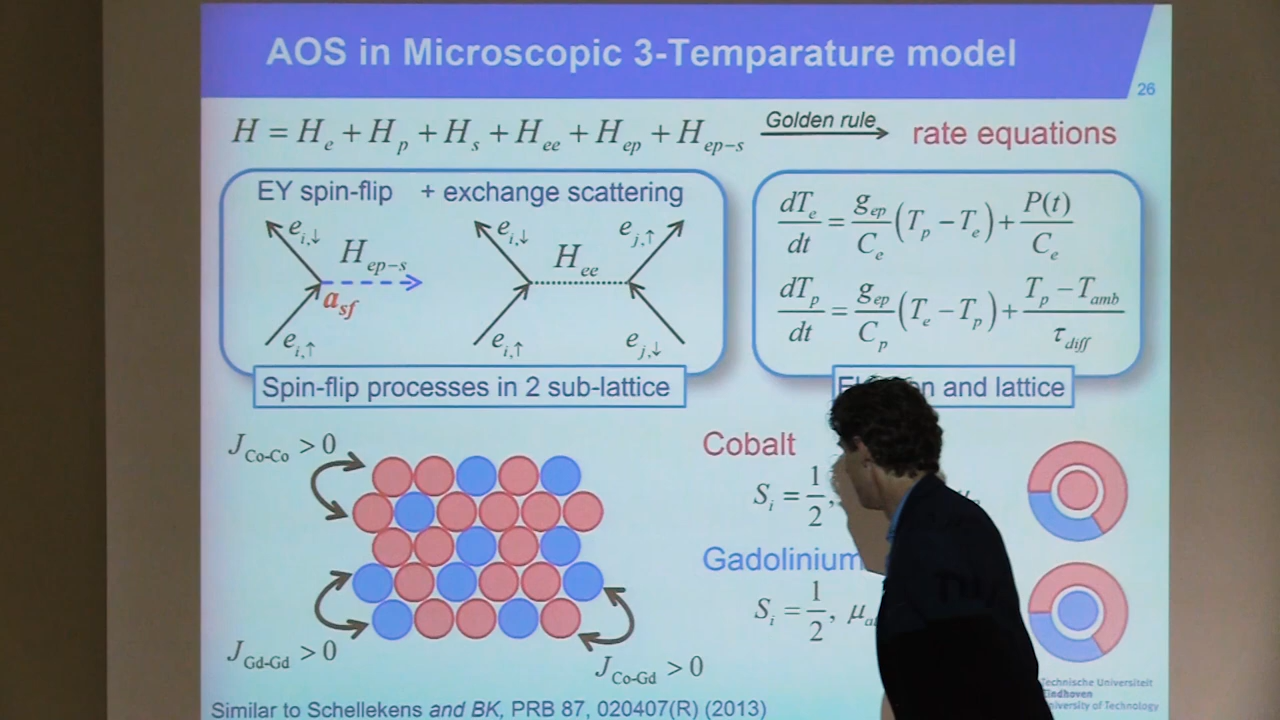 AOS in Microscopic 3-Temparature model
26
H = H_e + H_p + H_s + H_ee + H_ep + H_ep-s Golden rule rate equations
EY spin-flip + exchange scattering
e_i,↓ H_ep-s a_sf e_i,↑
e_i,↓ H_ee e_j,↑ e_i,↑ e_j,↓
Spin-flip processes in 2 sub-lattice
dT_e/dt = g_ep/C_e (T_p − T_e) + P(t)/C_e
dT_p/dt = g_ep/C_p (T_e − T_p) + T_p − T_amb/τ_diff
and lattice
J_Co-Co > 0
J_Gd-Gd > 0
J_Co-Gd > 0
Cobalt
S_i = 1/2,
Gadolinium
S_i = 1/2,
Technische Universiteit
Eindhoven
University of Technology
Similar to Schellekens and BK, PRB 87, 020407(R) (2013)